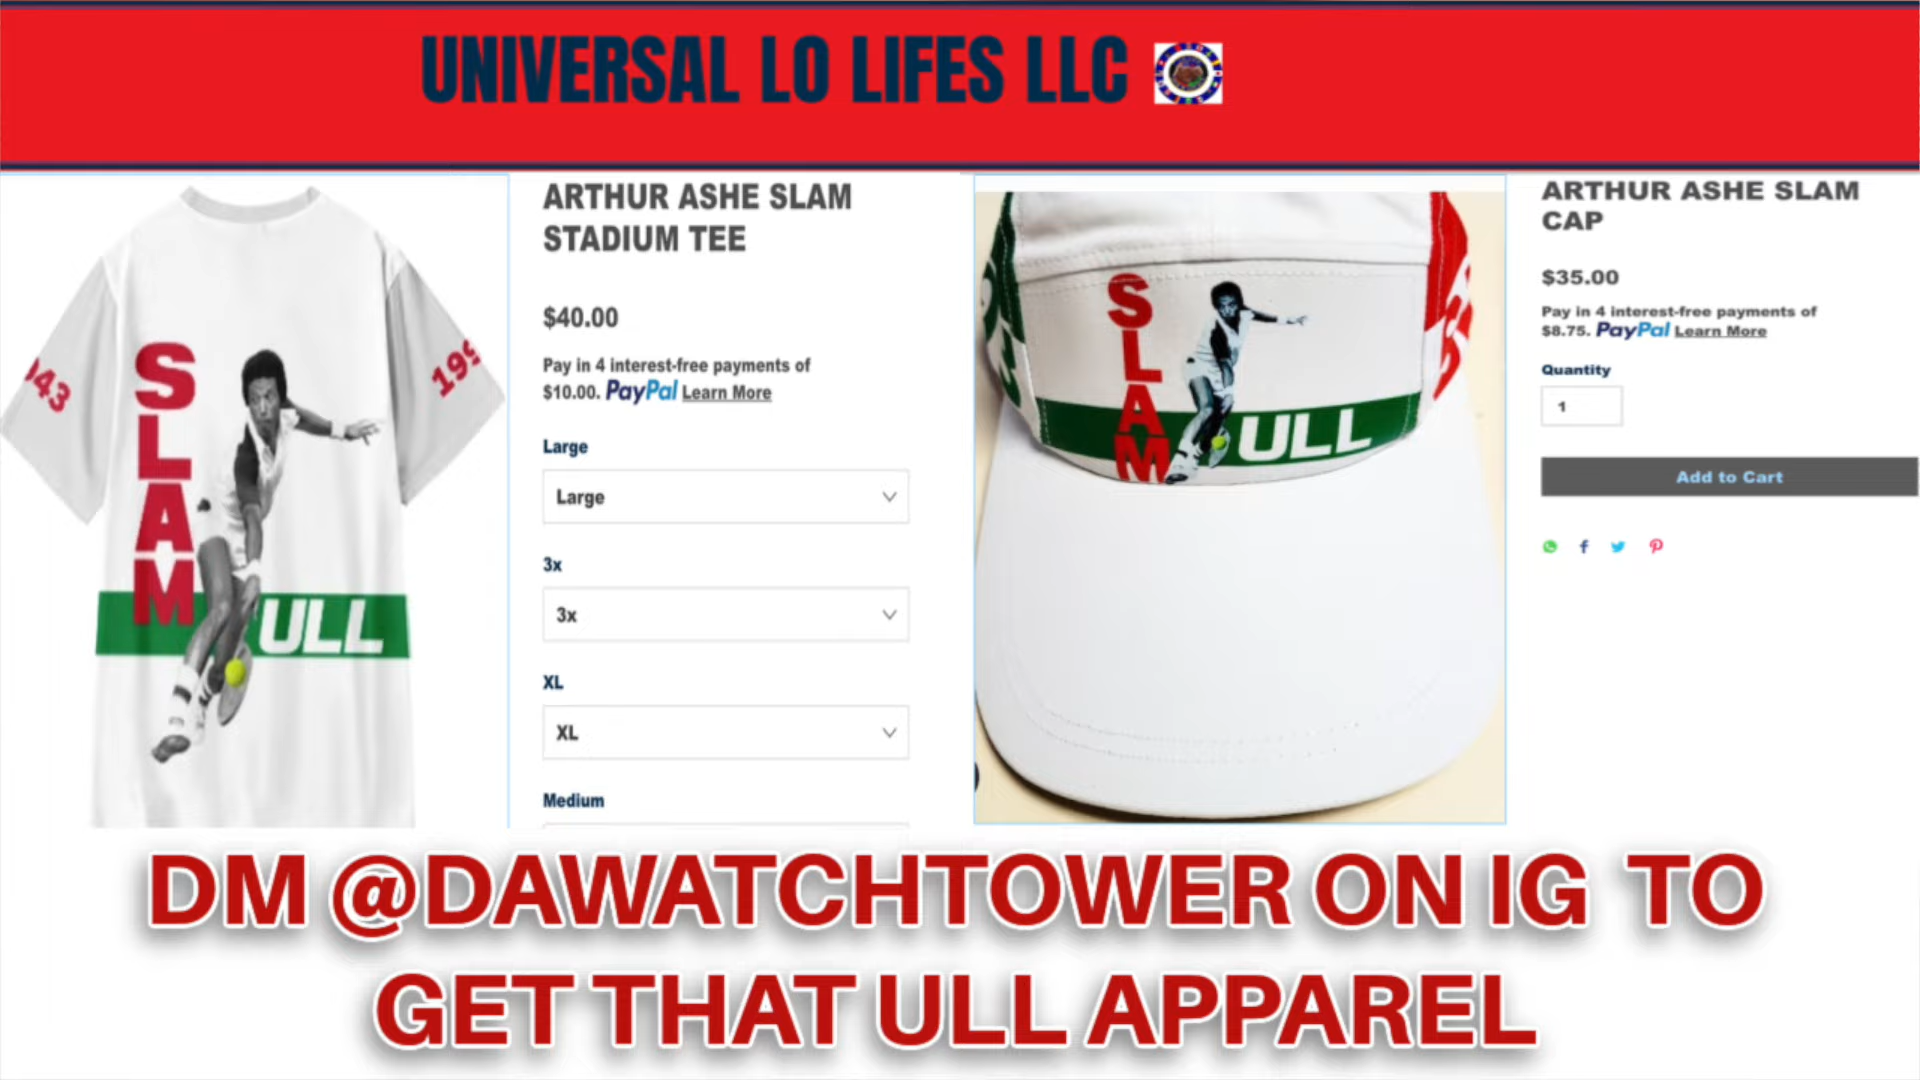 UNIVERSAL LO LIFES LLC
SLAM
ULL
ARTHUR ASHE SLAM
STADIUM TEE
$40.00
Pay in 4 interest-free payments of
$10.00. PayPal Learn More
Large
Large
3x
3x
XL
XL
Medium
SLAM
ULL
ARTHUR ASHE SLAM
CAP
$35.00
Pay in 4 interest-free payments of
$8.75. PayPal Learn More
Quantity
1
Add to Cart
DM @DAWATCHTOWER ON IG TO
GET THAT ULL APPAREL